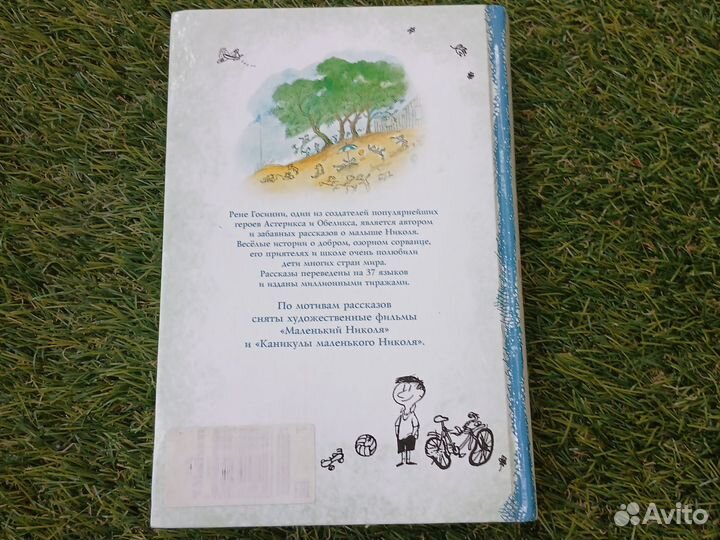 Рене Госинни, один из создателей популярнейших
героев Астерикса и Обеликса, является автором
и забавных рассказов о малыше Николя.
Весёлые истории о добром, озорном сорванце,
его приятелях и школе очень полюбили
дети многих стран мира.
Рассказы переведены на 37 языков
и изданы миллионными тиражами.
По мотивам рассказов
сняты художественные фильмы
«Маленький Николя»
и «Каникулы маленького Николя».
Avito